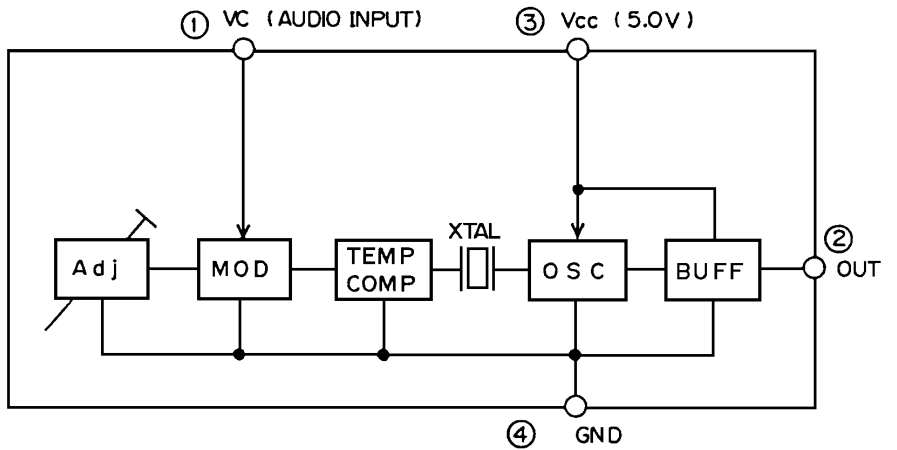 ① VC (AUDIO INPUT)
③ Vcc (5.0V)
XTAL
②
Adj
MOD
TEMP
COMP
OSC
BUFF
OUT
④ GND